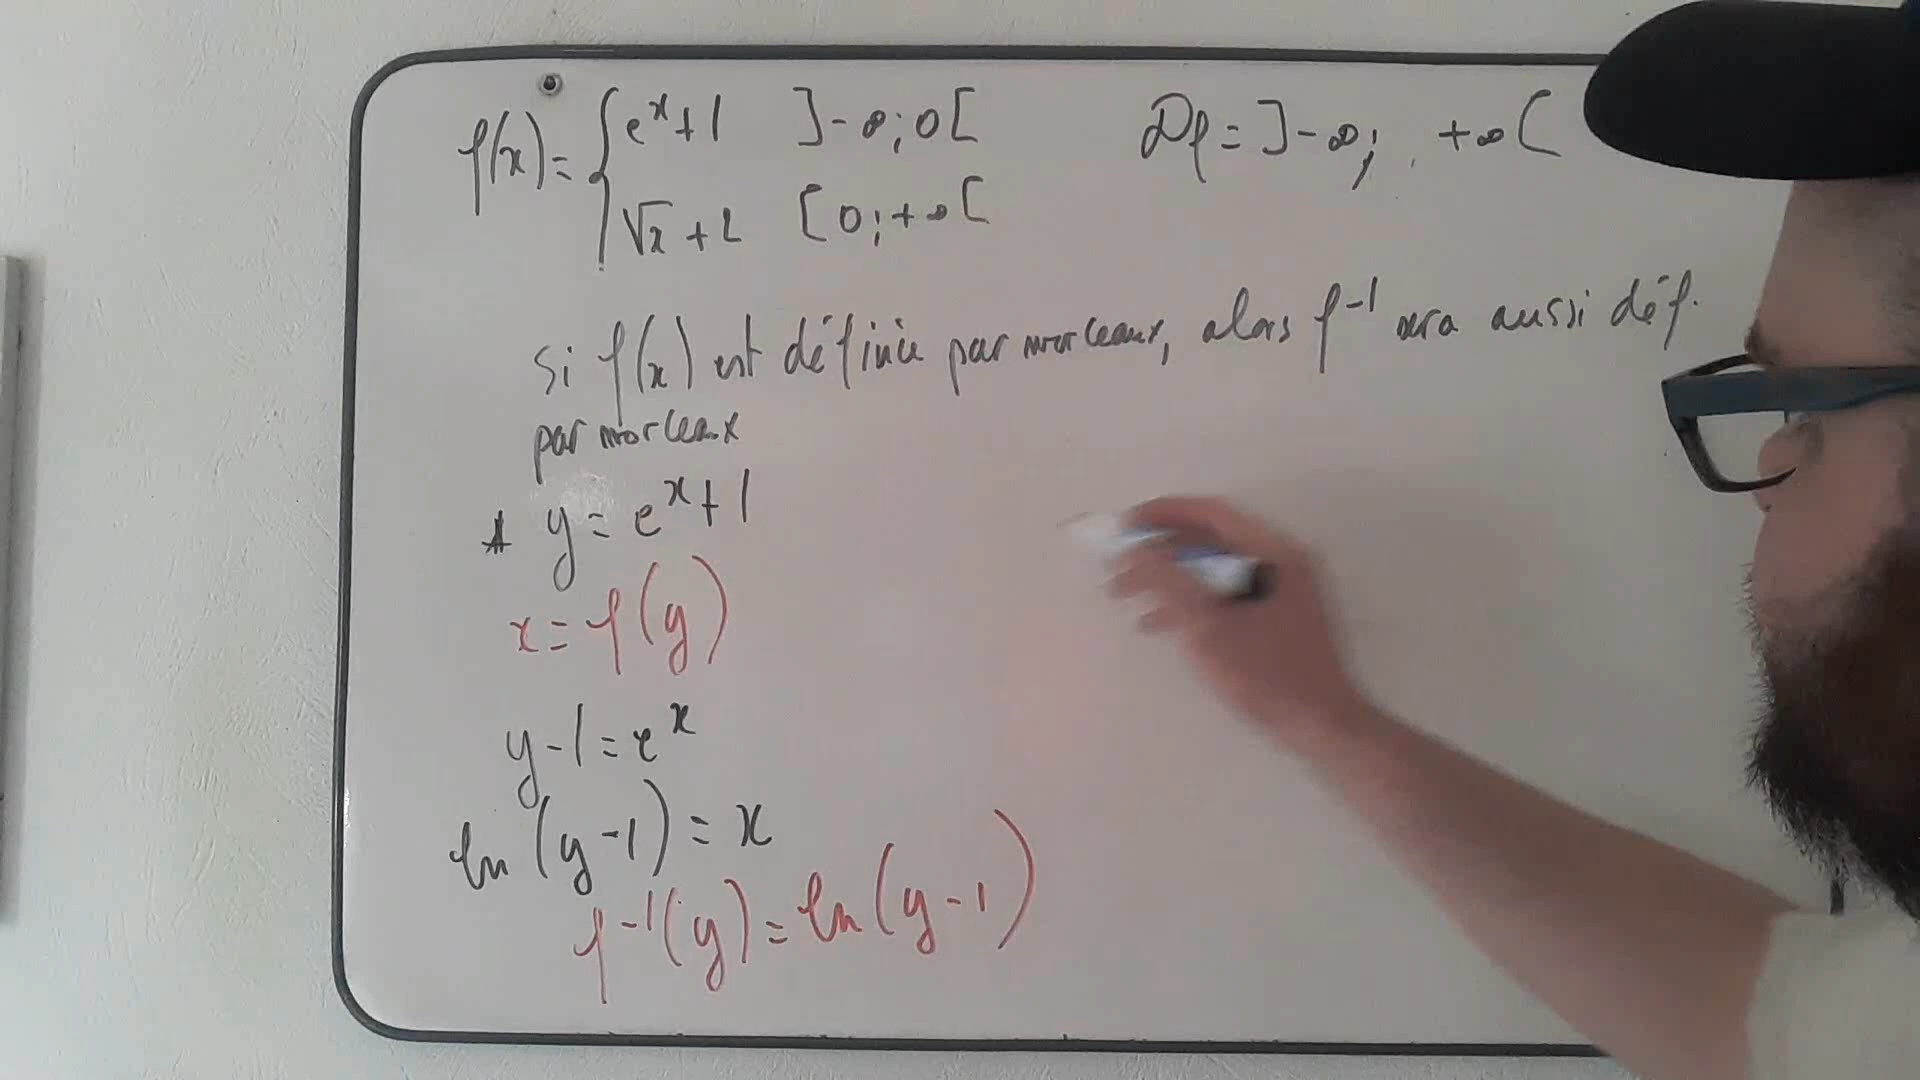 f(x) = { e^x + 1 ]-∞; 0[
√x + 2 [0; +∞[
Df = ]-∞; +∞[
Si f(x) est définie par morceaux, alors f^-1 sera aussi déf.
par morceaux
y = e^x + 1
x = f(y)
y - 1 = e^x
ln(y-1) = x
f^-1(y) = ln(y-1)